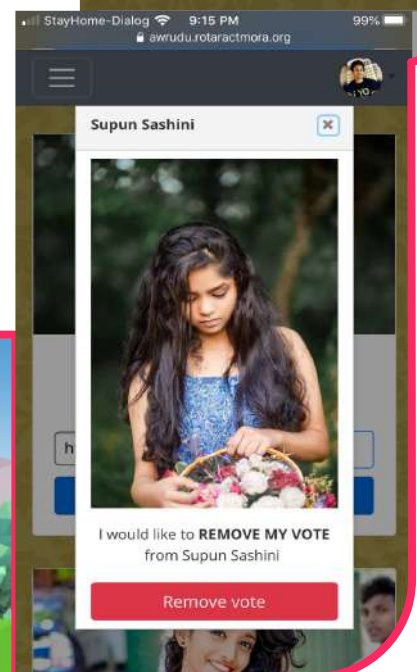 StayHome-Dialog 9:15 PM 99%
awrudu.rotaractmora.org
Supun Sashini
h
I would like to REMOVE MY VOTE
from Supun Sashini
Remove vote